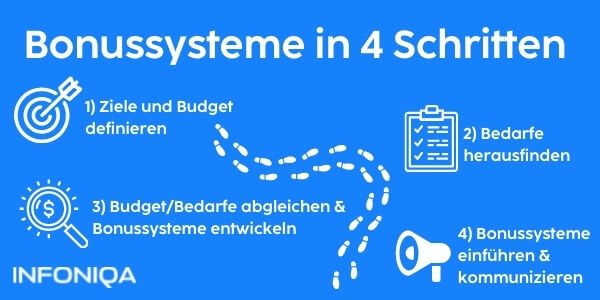 Bonussysteme in 4 Schritten
1) Ziele und Budget
definieren
2) Bedarfe
herausfinden
$
3) Budget/Bedarfe abgleichen &
Bonussysteme entwickeln
4) Bonussysteme
einführen &
kommunizieren
INFONIQA